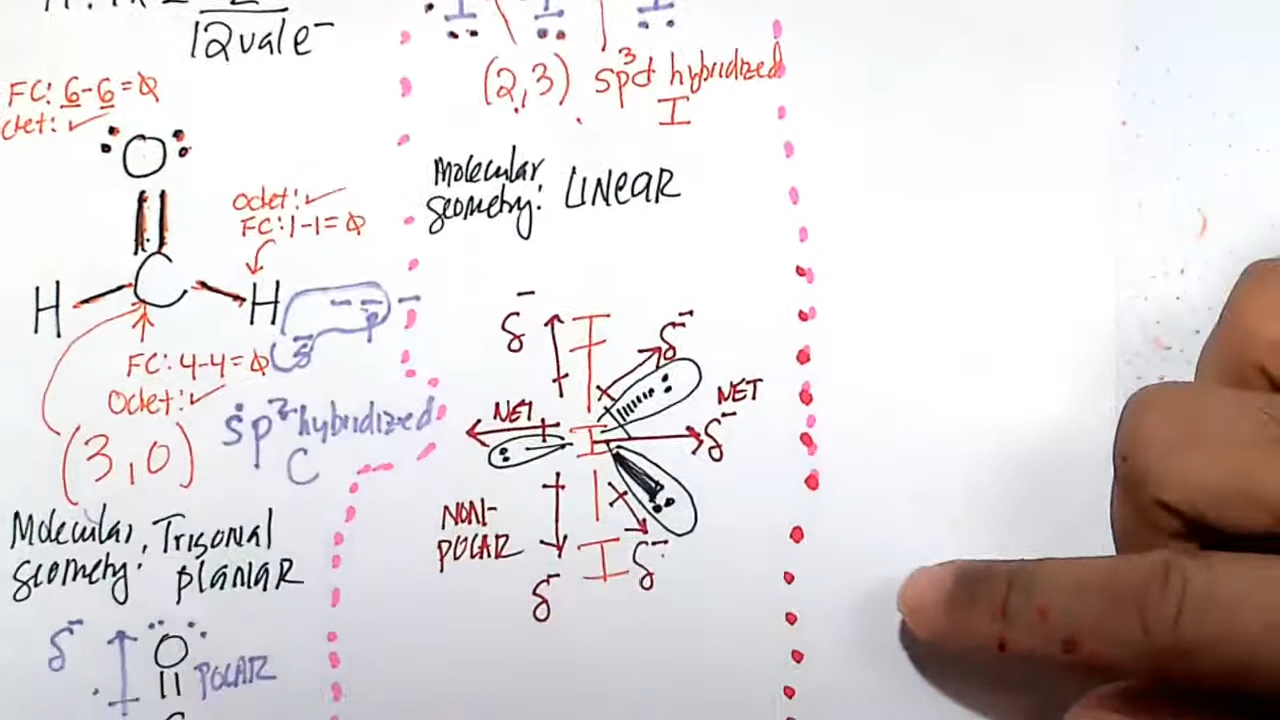 12 vale⁻
FC: 6-6=0
Octet: ✓
O
Octet: ✓
FC: 1-1=0
H C H
FC: 4-4=0
Octet: ✓
(3,0)
sp² hybridized
C
Molecular geometry: Trigonal
planar
δ⁻
O
POLAR
I I I
(2,3) sp³d hybridized
I
Molecular
geometry: LINEAR
δ⁻
I
δ⁻
NET
NET
I
δ⁻
NON-
POLAR
I
δ⁻
δ⁻